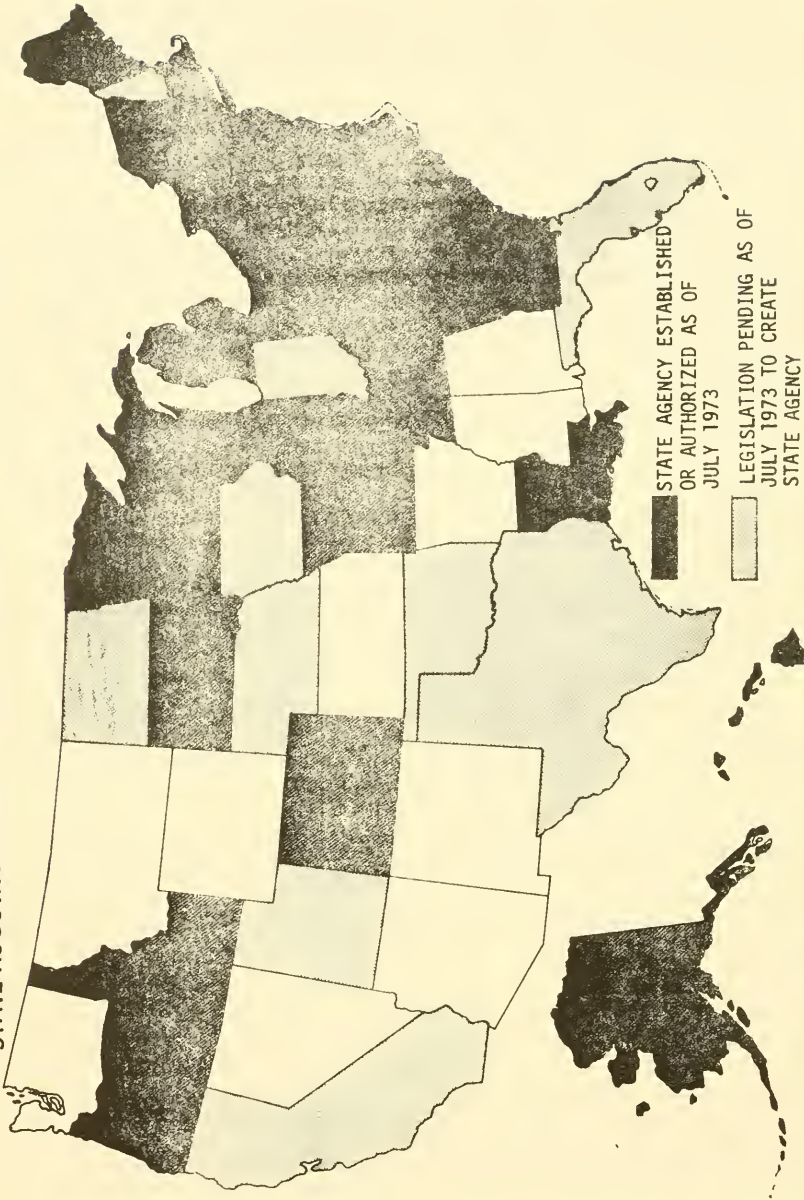 STATE AGENCY ESTABLISHED
OR AUTHORIZED AS OF
JULY 1973
LEGISLATION PENDING AS OF
JULY 1973 TO CREATE
STATE AGENCY